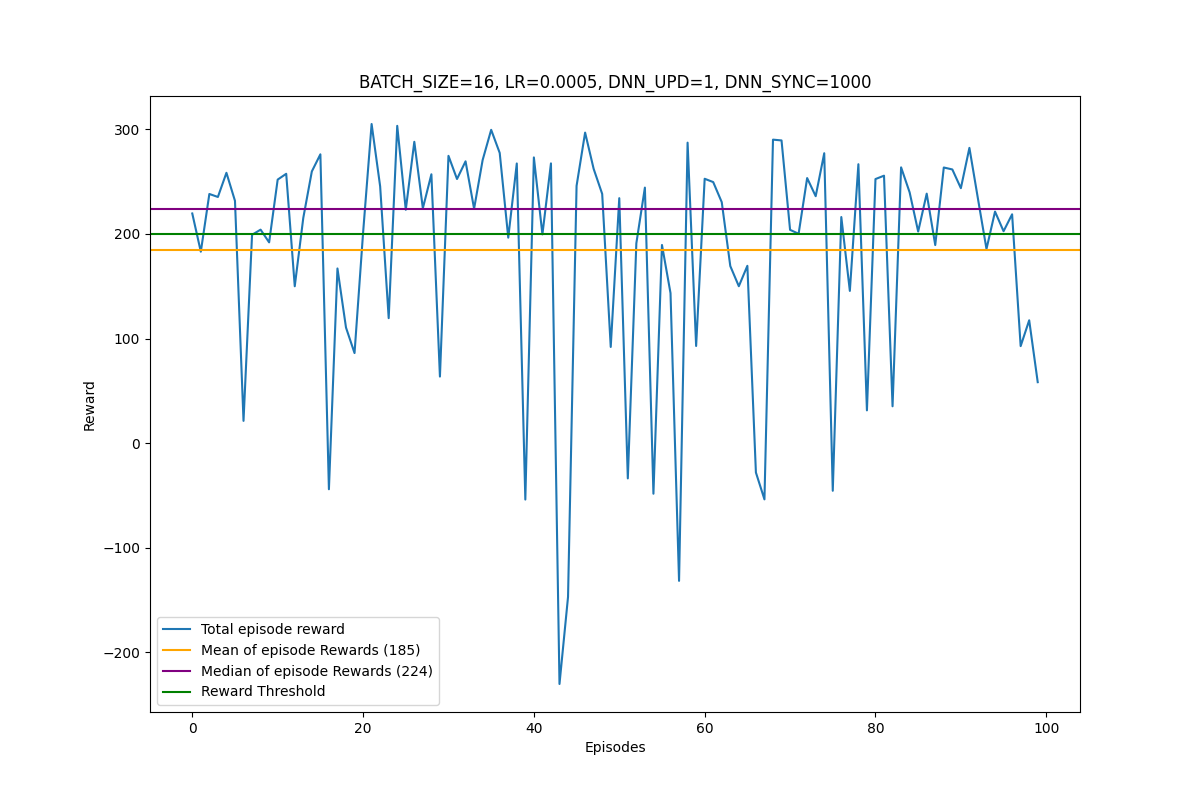 BATCH_SIZE=16, LR=0.0005, DNN_UPD=1, DNN_SYNC=1000
300
200
100
0
−100
−200
Reward
Total episode reward
Mean of episode Rewards (185)
Median of episode Rewards (224)
Reward Threshold
0 20 40 60 80 100
Episodes